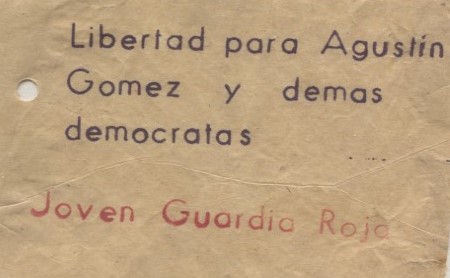 Libertad para Agustín
Gomez y demas
democratas
Joven Guardia Roja